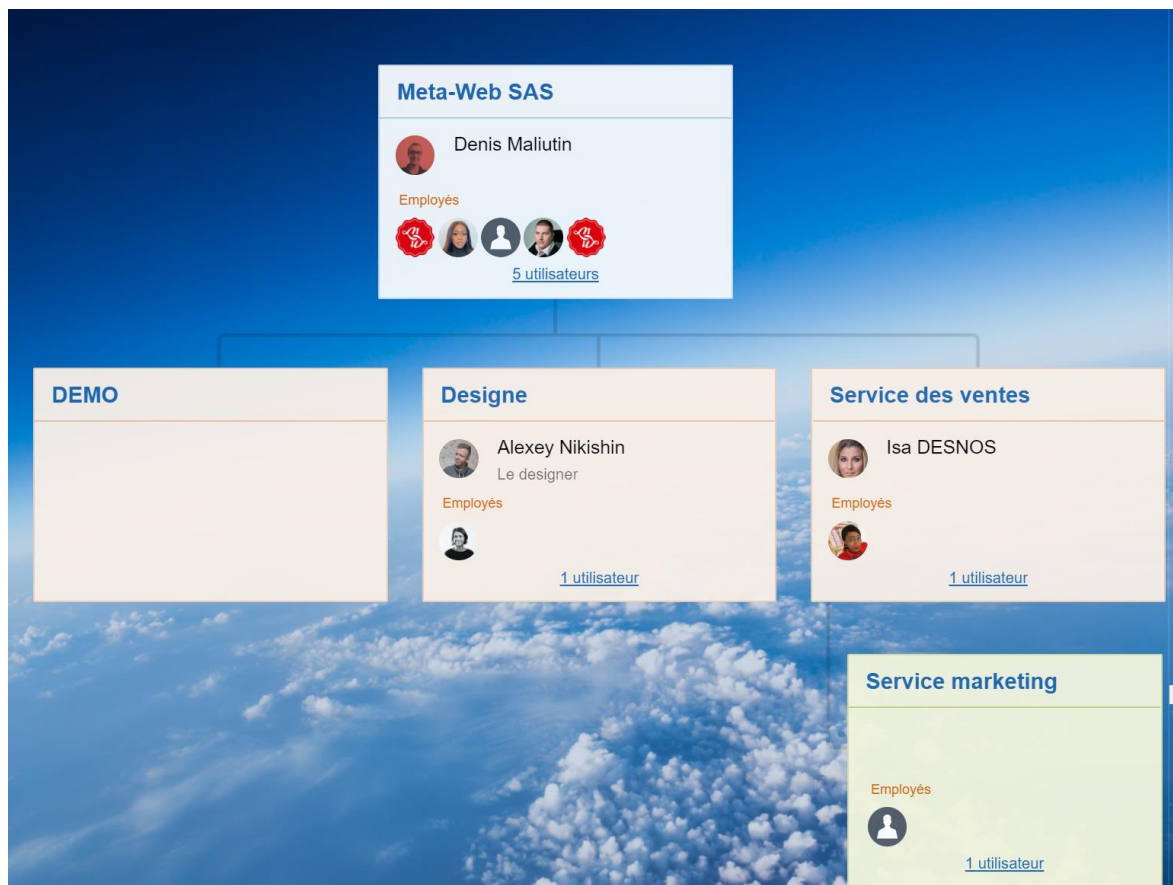 Meta-Web SAS
Denis Maliutin
Employés
5 utilisateurs
DEMO
Designe
Alexey Nikishin
Le designer
Employés
1 utilisateur
Service des ventes
Isa DESNOS
Employés
1 utilisateur
Service marketing
Employés
1 utilisateur